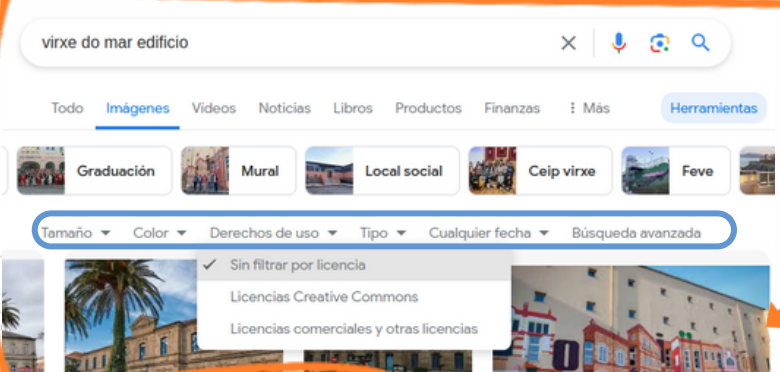 virxe do mar edificio
Todo Imágenes Vídeos Noticias Libros Productos Finanzas Más Herramientas
Graduación Mural Local social Ceip virxe Feve
Tamaño Color Derechos de uso Tipo Cualquier fecha Búsqueda avanzada
Sin filtrar por licencia
Licencias Creative Commons
Licencias comerciales y otras licencias